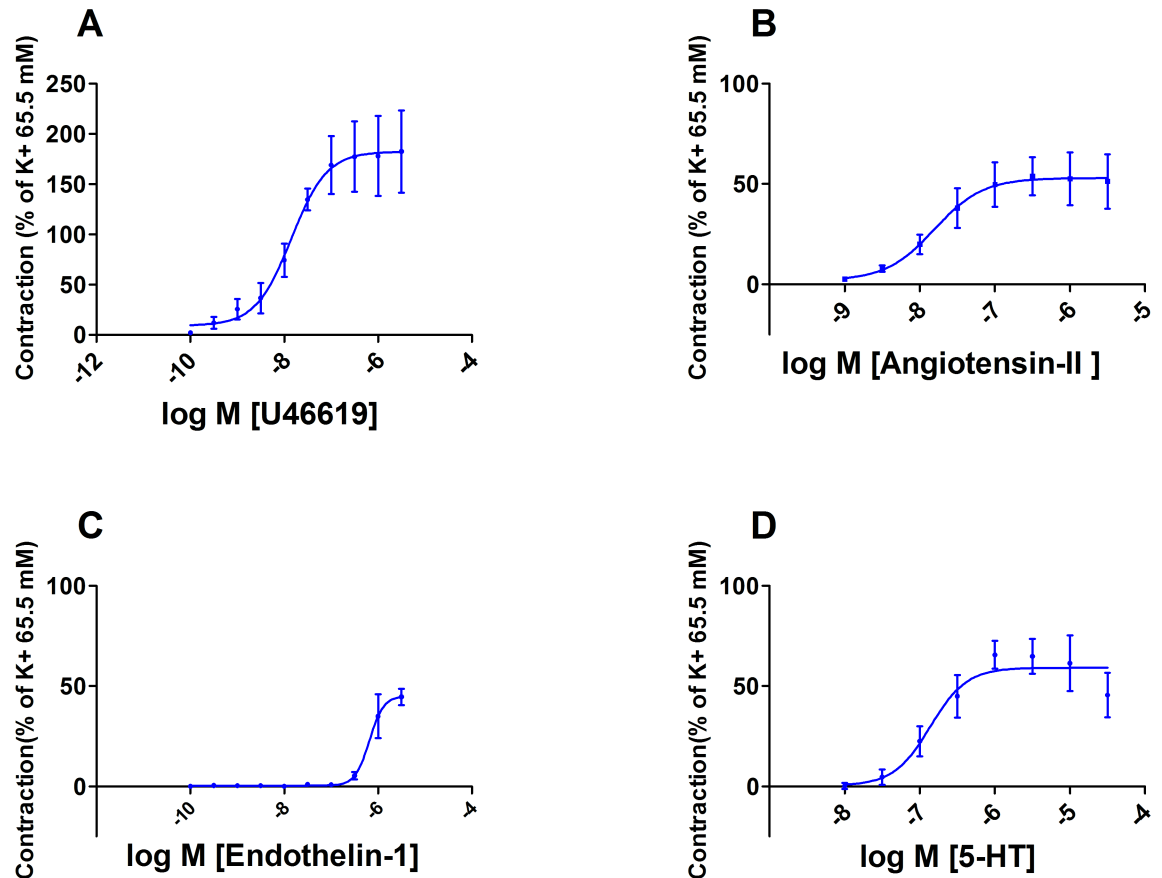 A
Contraction (% of K+ 65.5 mM)
250
200
150
100
50
0
-12
-10
-8
-6
-4
log M [U46619]
B
Contraction (% of K+ 65.5 mM)
100
50
0
-9
-8
-7
-6
-5
log M [Angiotensin-II ]
C
Contraction(% of K+ 65.5 mM)
100
50
0
-10
-8
-6
-4
log M [Endothelin-1]
D
Contraction(% of K+ 65.5 mM)
100
50
0
-8
-7
-6
-5
-4
log M [5-HT]